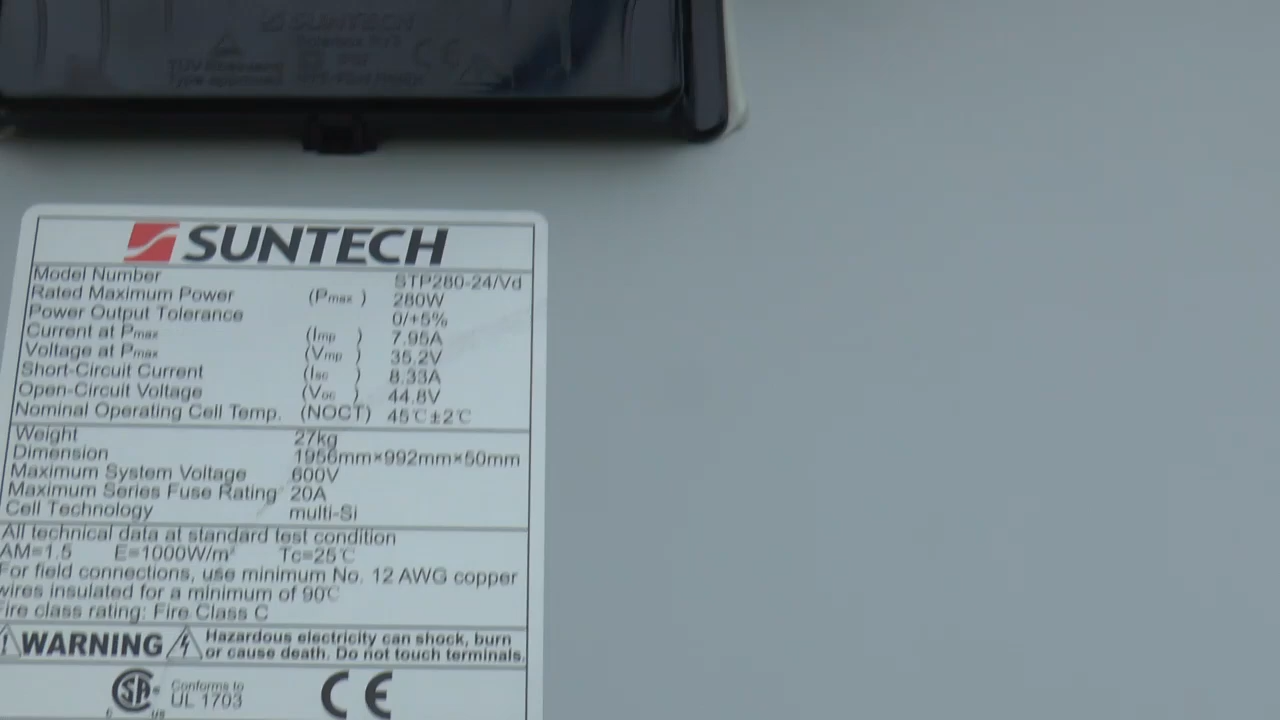 SUNTECH
SUNTECH
Model Number STP280-24/Vd
Rated Maximum Power (Pmax) 280W
Power Output Tolerance 0/+5%
Current at Pmax (Imp) 7.95A
Voltage at Pmax (Vmp) 35.2V
Short-Circuit Current (Isc) 8.33A
Open-Circuit Voltage (Voc) 44.8V
Nominal Operating Cell Temp. (NOCT) 45℃±2℃
Weight 27kg
Dimension 1956mm×992mm×50mm
Maximum System Voltage 600V
Maximum Series Fuse Rating 20A
Cell Technology multi-Si
All technical data at standard test condition
AM=1.5 E=1000W/m² Tc=25℃
For field connections, use minimum No. 12 AWG copper
wires insulated for a minimum of 90℃
Fire class rating: Fire Class C
WARNING Hazardous electricity can shock, burn
or cause death. Do not touch terminals.
SA Conforms to
UL 1703
C US
CE